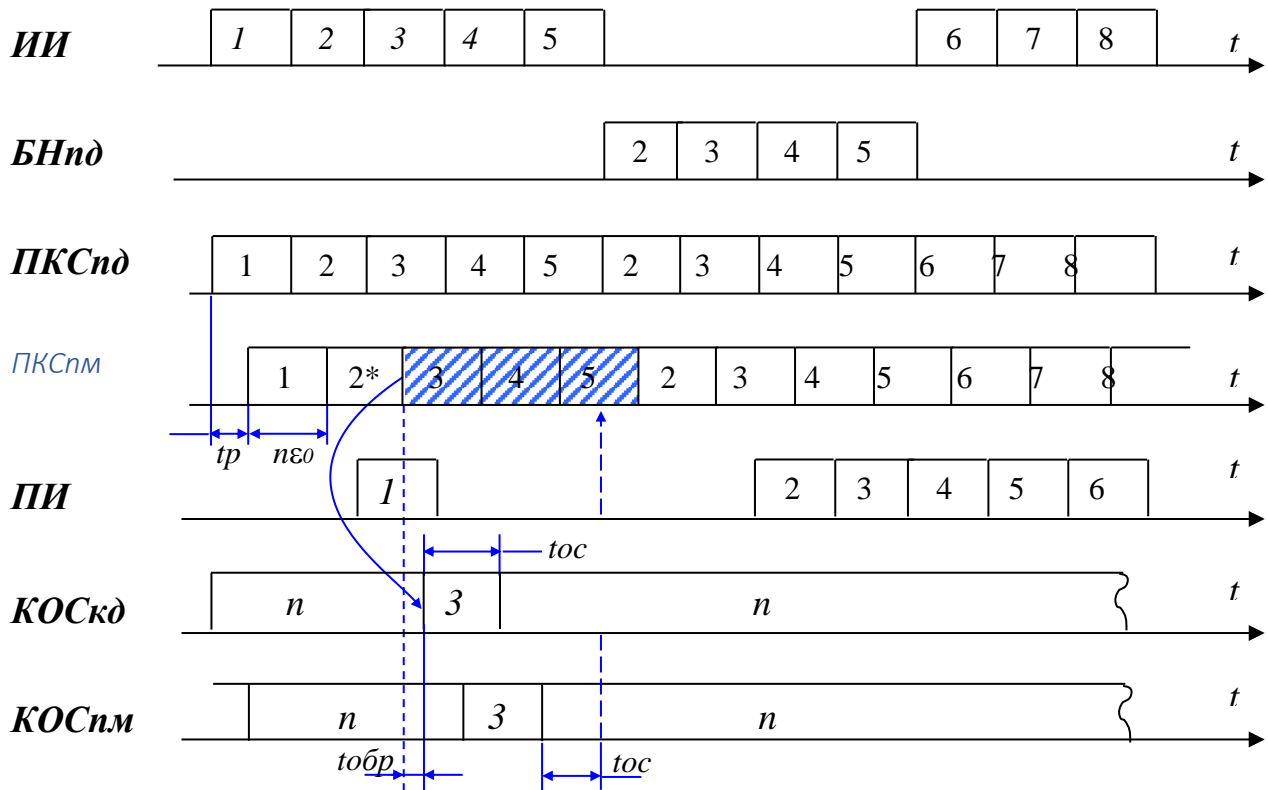 ИИ 1 2 3 4 5 6 7 8 t
БНпд 2 3 4 5 t
ПКСпд 1 2 3 4 5 2 3 4 5 6 7 8 t
ПКСпм 1 2* 3 4 5 2 3 4 5 6 7 8 t
tp nε0
ПИ 1 2 3 4 5 6 t
toc
КОСкд п 3 п t
КОСпм п 3 п t
tобр toc